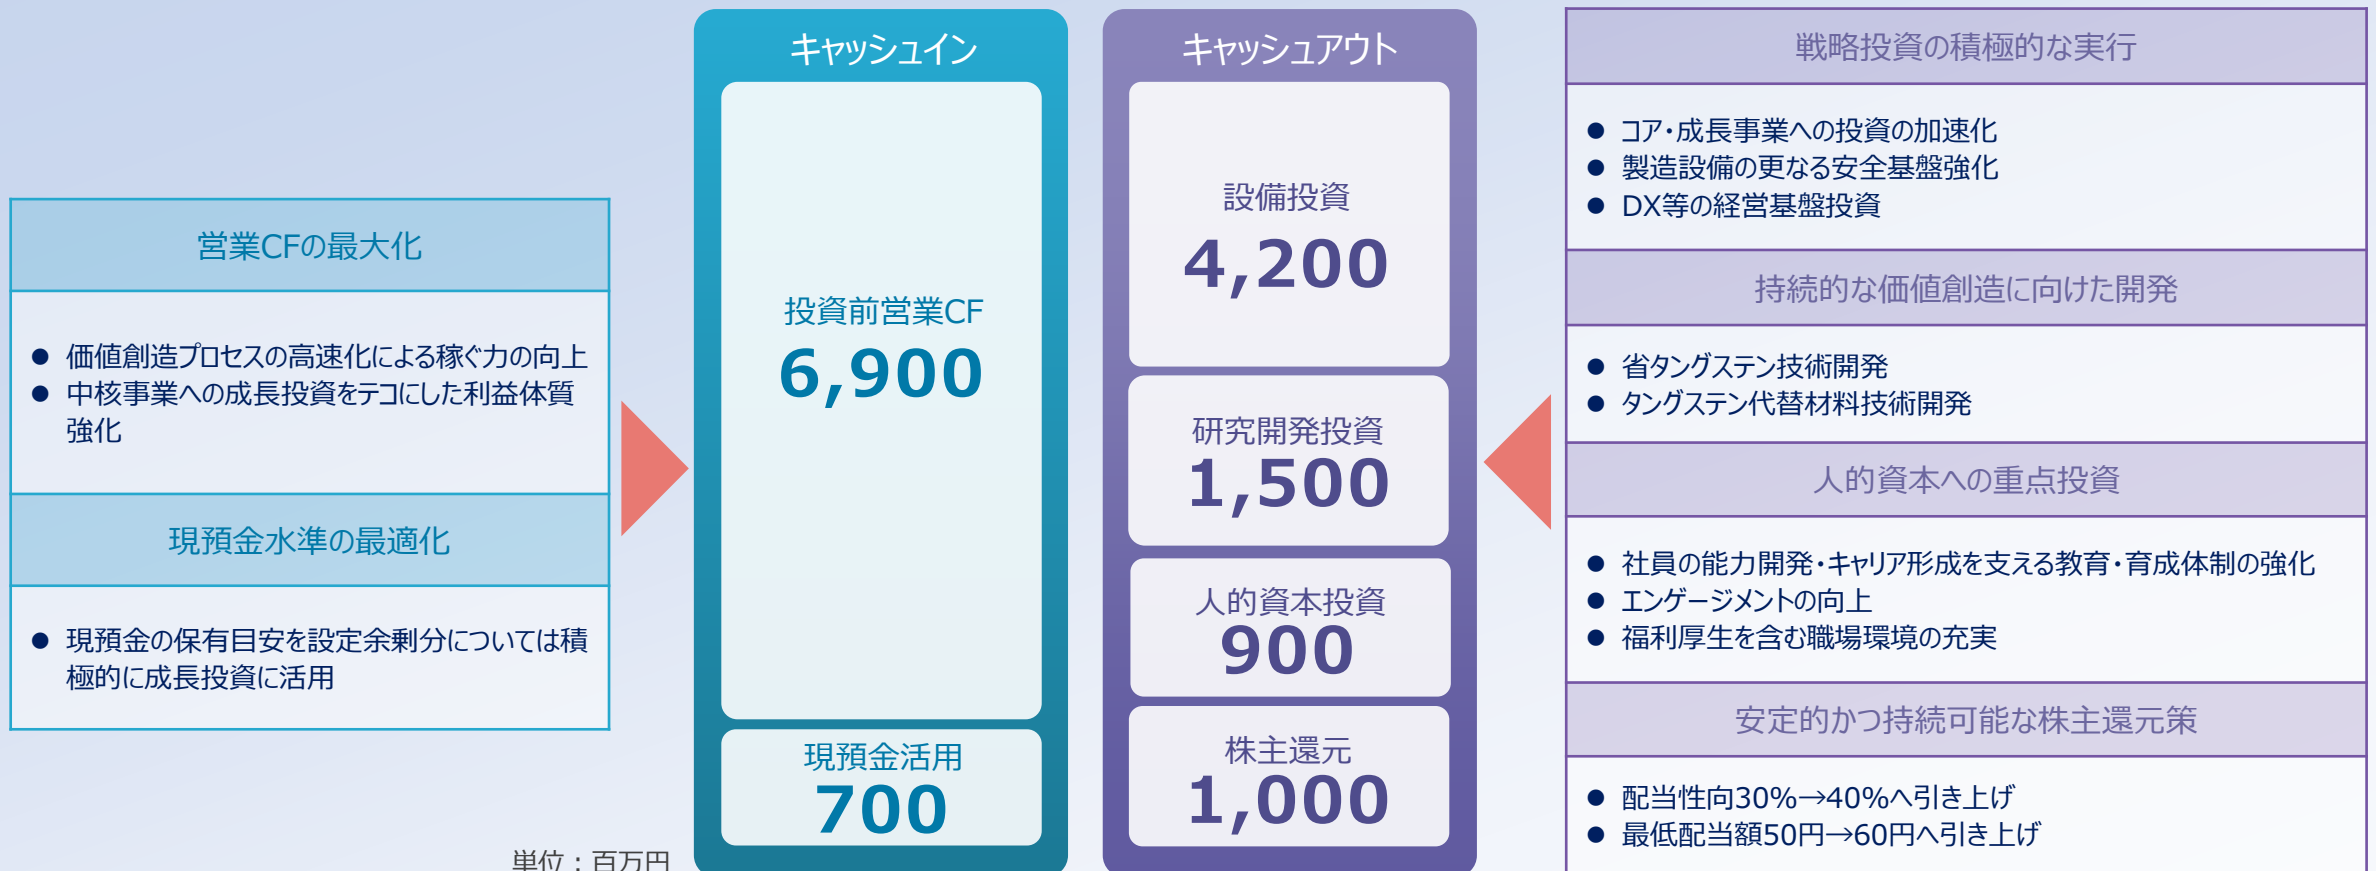 営業CFの最大化
● 価値創造プロセスの高速化による稼ぐ力の向上
● 中核事業への成長投資をテコにした利益体質
強化
現預金水準の最適化
● 現預金の保有目安を設定余剰分については積
極的に成長投資に活用
キャッシュイン
投資前営業CF
6,900
現預金活用
700
単位：百万円
キャッシュアウト
設備投資
4,200
研究開発投資
1,500
人的資本投資
900
株主還元
1,000
戦略投資の積極的な実行
● コア・成長事業への投資の加速化
● 製造設備の更なる安全基盤強化
● DX等の経営基盤投資
持続的な価値創造に向けた開発
● 省タングステン技術開発
● タングステン代替材料技術開発
人的資本への重点投資
● 社員の能力開発・キャリア形成を支える教育・育成体制の強化
● エンゲージメントの向上
● 福利厚生を含む職場環境の充実
安定的かつ持続可能な株主還元策
● 配当性向30%→40%へ引き上げ
● 最低配当額50円→60円へ引き上げ